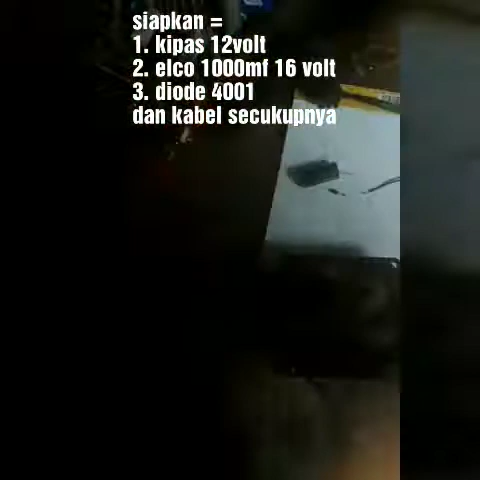 siapkan =
1. kipas 12volt
2. elco 1000mf 16 volt
3. diode 4001
dan kabel secukupnya